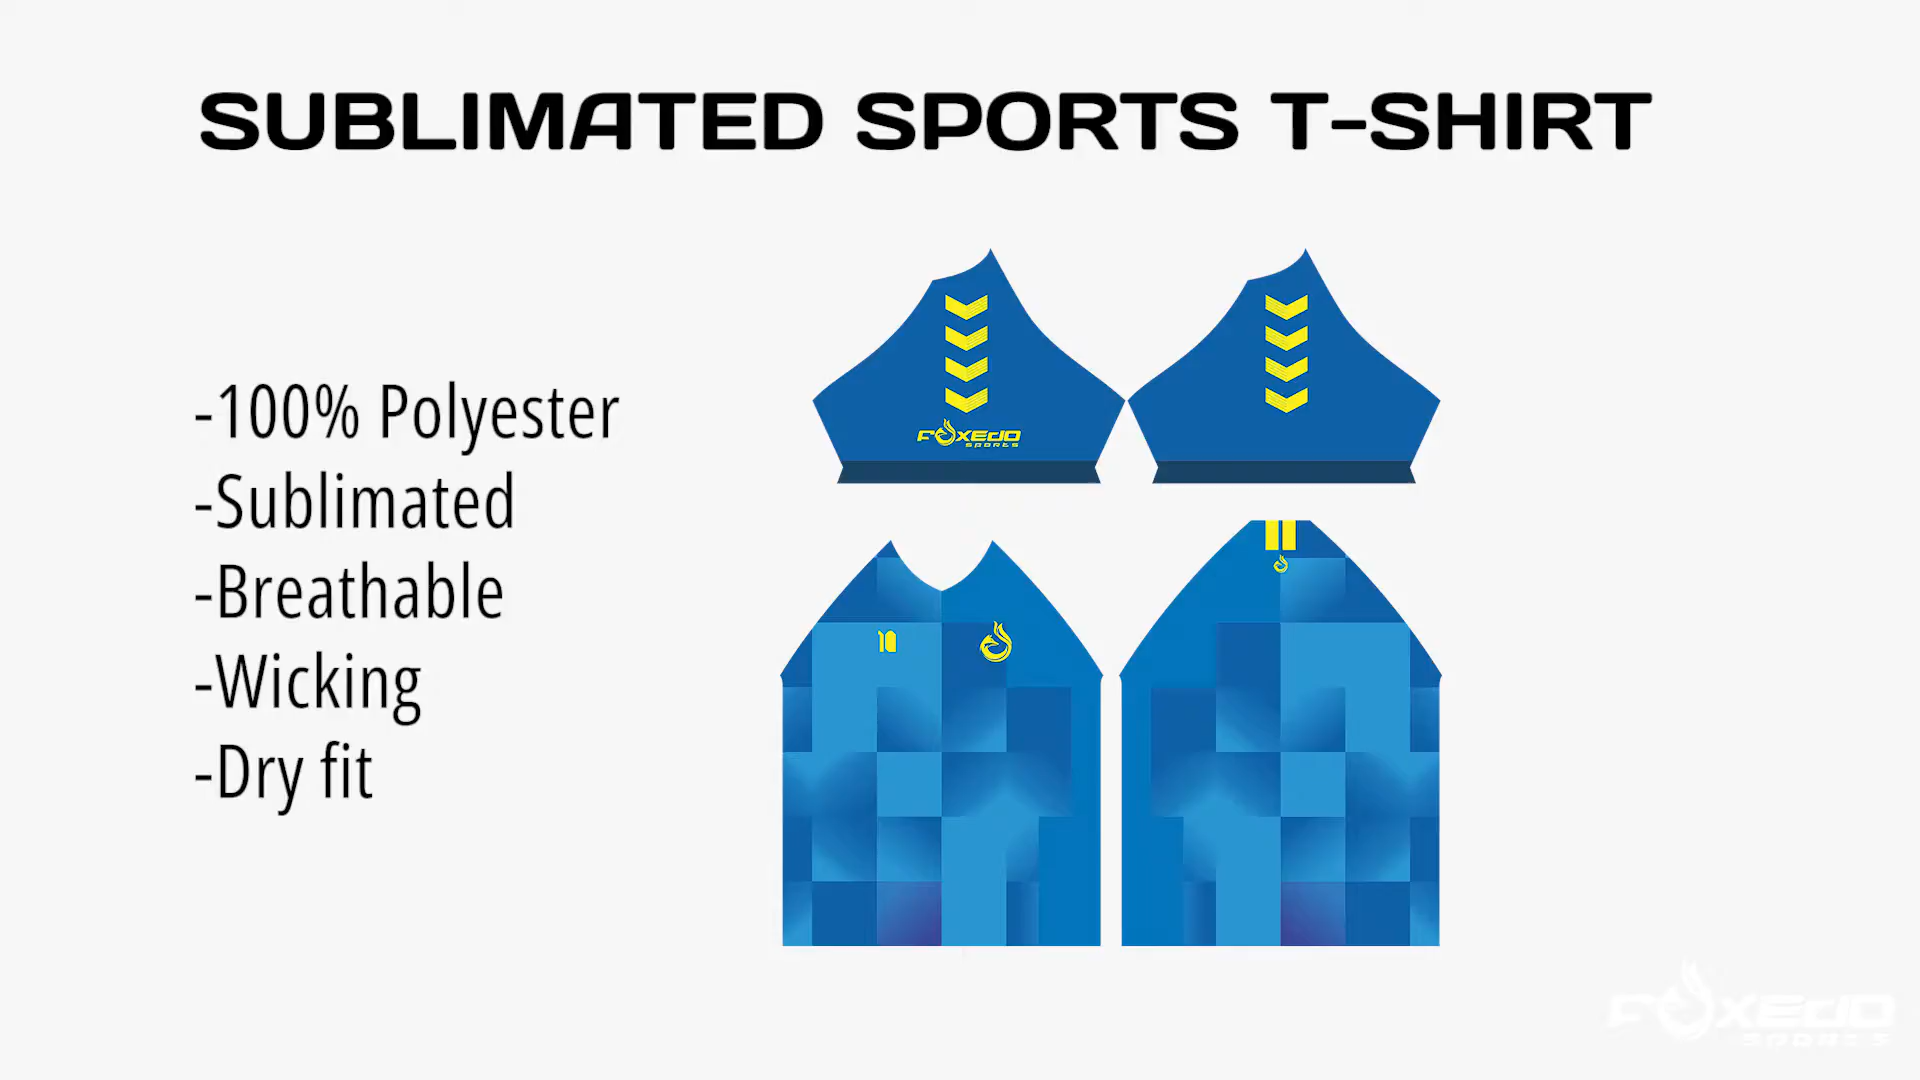 SUBLIMATED SPORTS T-SHIRT
-100% Polyester
-Sublimated
-Breathable
-Wicking
-Dry fit
FOXEDO
SPORTS
10
FOXEDO
SPORTS